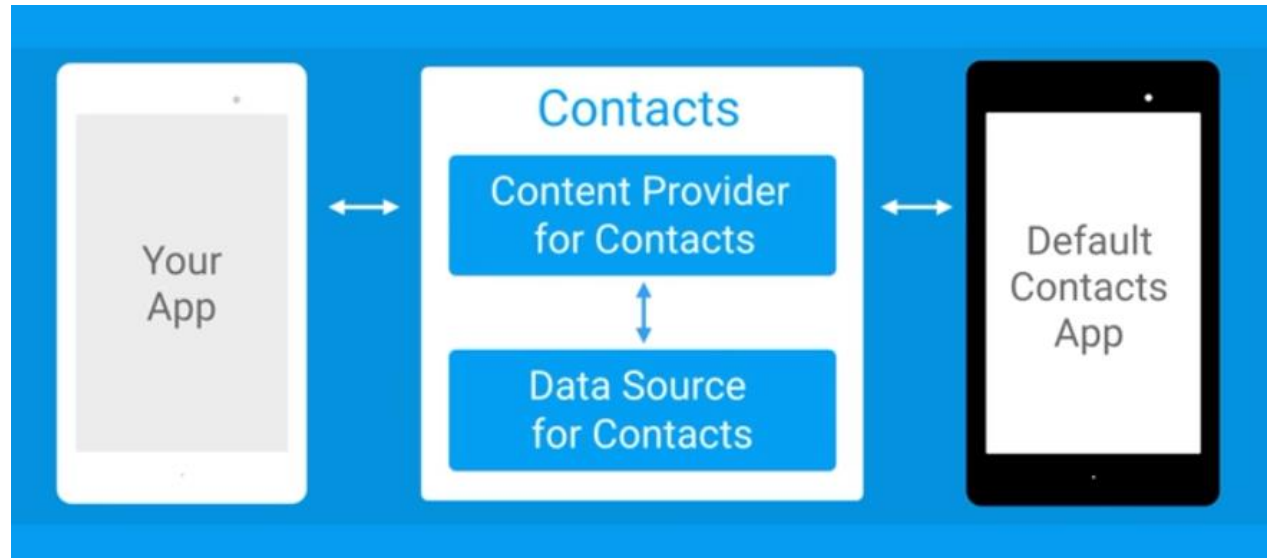 Your
App
Contacts
Content Provider
for Contacts
Data Source
for Contacts
Default
Contacts
App